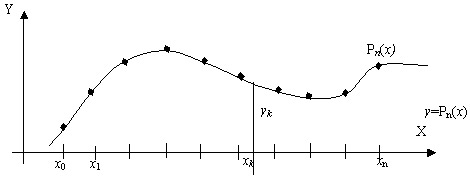 Y
Pn(x)
yk
y=Pn(x)
X
x0 x1 xk xn